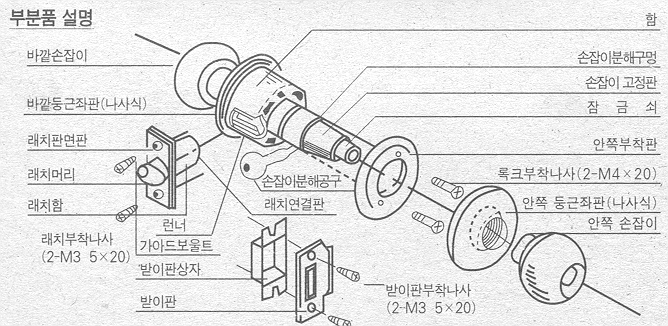 부분품 설명
함
바깥손잡이
손잡이분해구멍
손잡이 고정판
바깥둥근좌판(나사식)
잠 금 쇠
래치판면판
안쪽부착판
래치머리
록크부착나사(2-M4×20)
손잡이분해공구
래치함
래치연결판
안쪽 둥근좌판(나사식)
런너
안쪽 손잡이
래치부착나사
(2-M3 5×20)
가아드보울트
받이판상자
받이판부착나사
(2-M3 5×20)
받이판